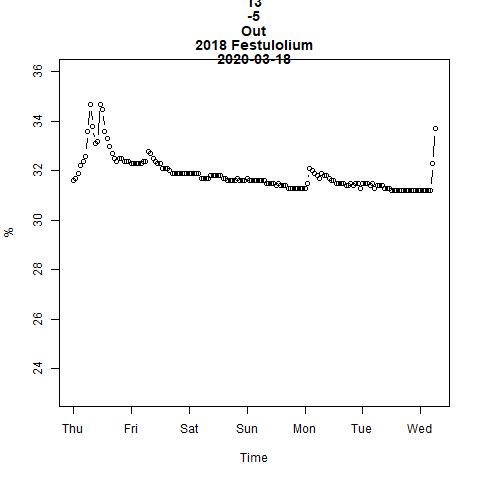 13
-5
Out
2018 Festulolium
2020-03-18
36
34
32
30
28
26
24
%
Thu Fri Sat Sun Mon Tue Wed
Time